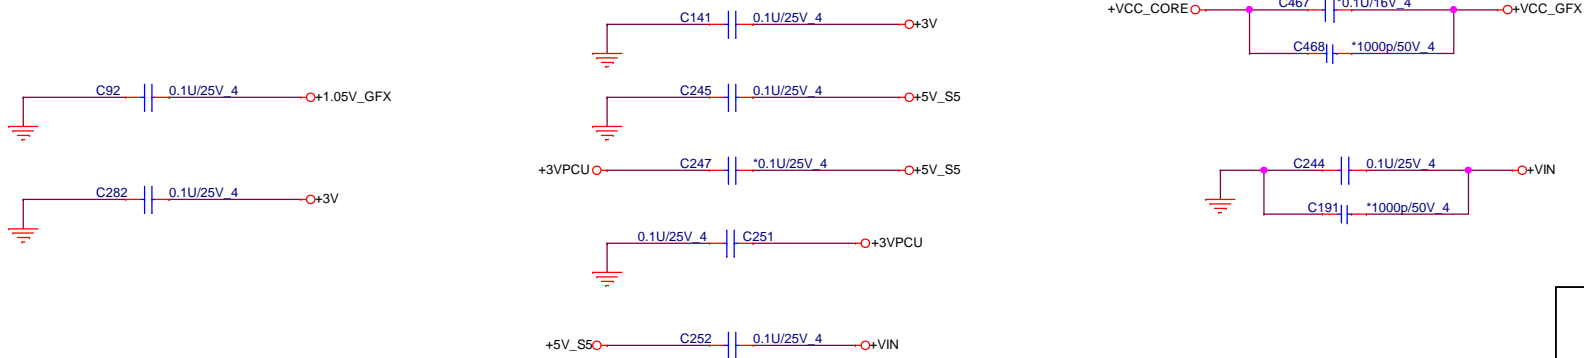 C92 0.1U/25V_4 +1.05V_GFX
C282 0.1U/25V_4 +3V
C141 0.1U/25V_4 +3V
C245 0.1U/25V_4 +5V_S5
+3VPCU C247 *0.1U/25V_4 +5V_S5
0.1U/25V_4 C251 +3VPCU
+5V_S5 C252 0.1U/25V_4 +VIN
+VCC_CORE C467 *0.1U/16V_4 +VCC_GFX
C468 *1000p/50V_4
C244 0.1U/25V_4 +VIN
C191 *1000p/50V_4